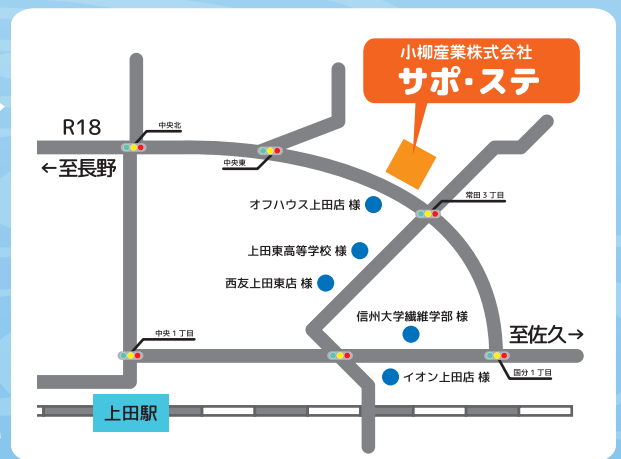 小柳産業株式会社
サポ・ステ
R18
中央北
←至長野
中央東
常田3丁目
オフハウス上田店 様
上田東高等学校 様
西友上田東店 様
信州大学繊維学部 様
至佐久→
中央1丁目
イオン上田店 様
国分1丁目
上田駅